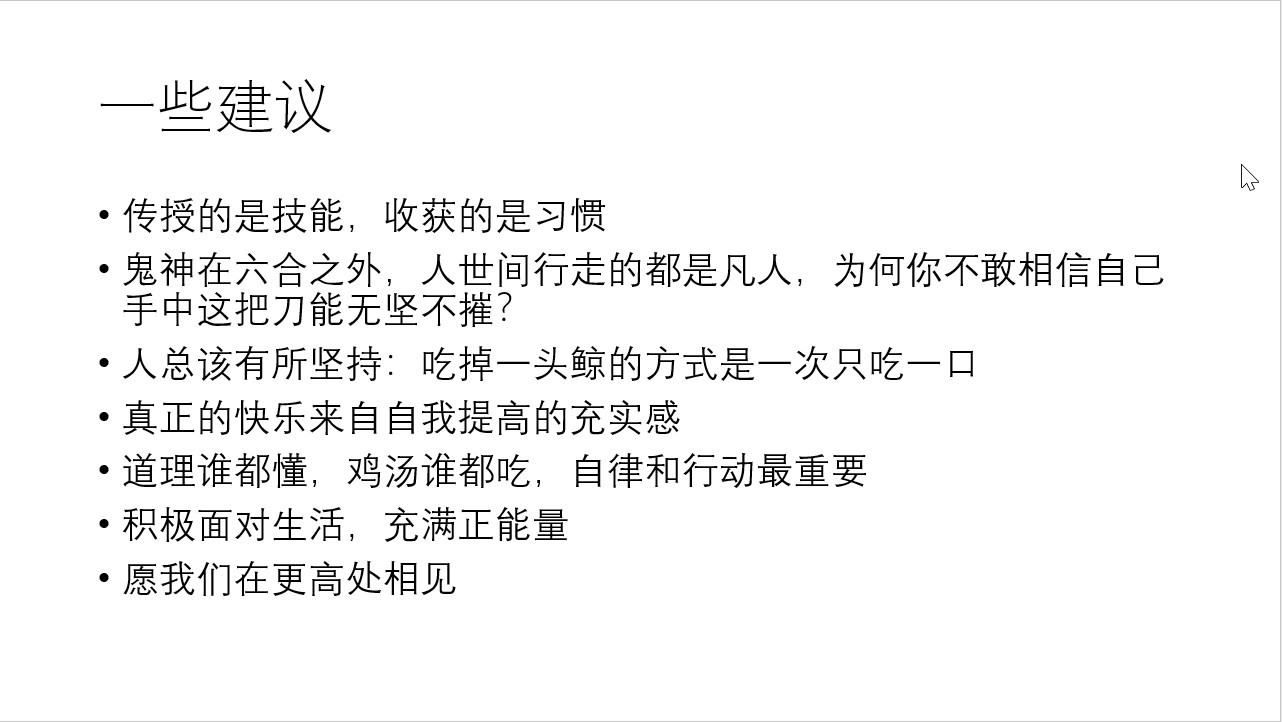 一些建议
• 传授的是技能，收获的是习惯
• 鬼神在六合之外，人世间行走的都是凡人，为何你不敢相信自己
手中这把刀能无坚不摧？
• 人总该有所坚持：吃掉一头鲸的方式是一次只吃一口
• 真正的快乐来自自我提高的充实感
• 道理谁都懂，鸡汤谁都吃，自律和行动最重要
• 积极面对生活，充满正能量
• 愿我们在更高处相见